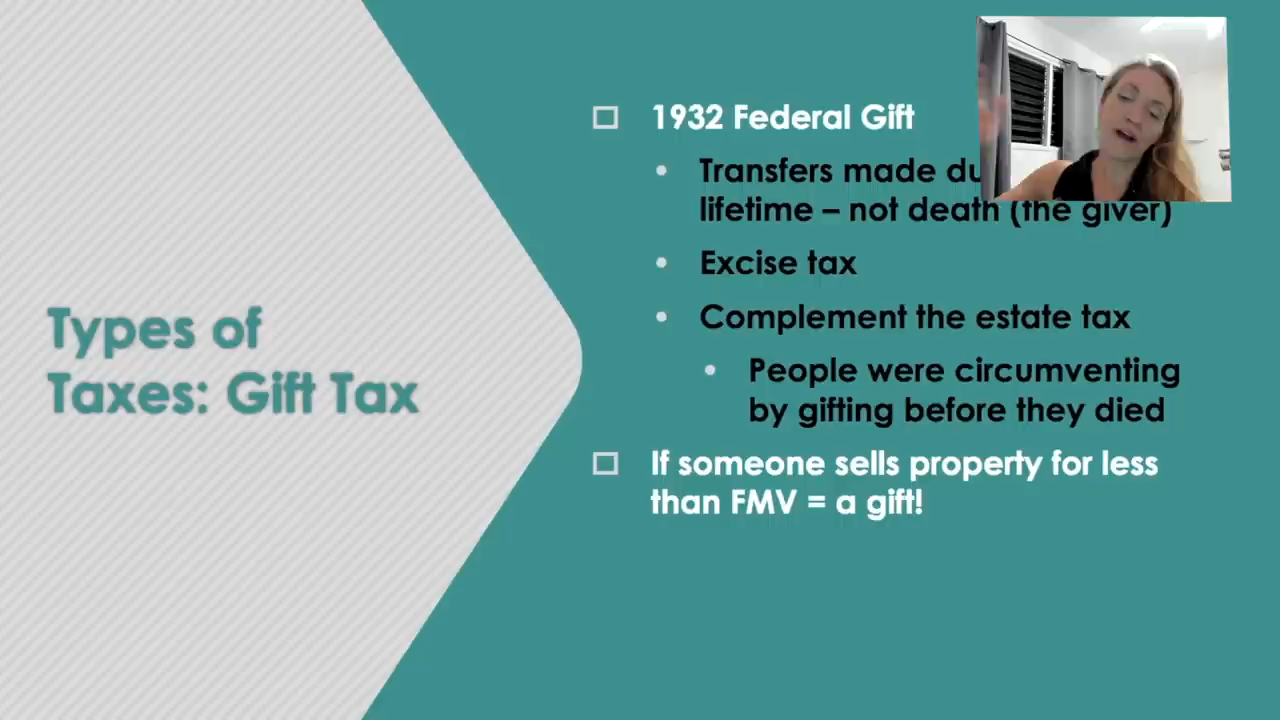 Types of
Taxes: Gift Tax
1932 Federal Gift
Transfers made
lifetime – not death (the giver)
Excise tax
Complement the estate tax
People were circumventing
by gifting before they died
If someone sells property for less
than FMV = a gift!